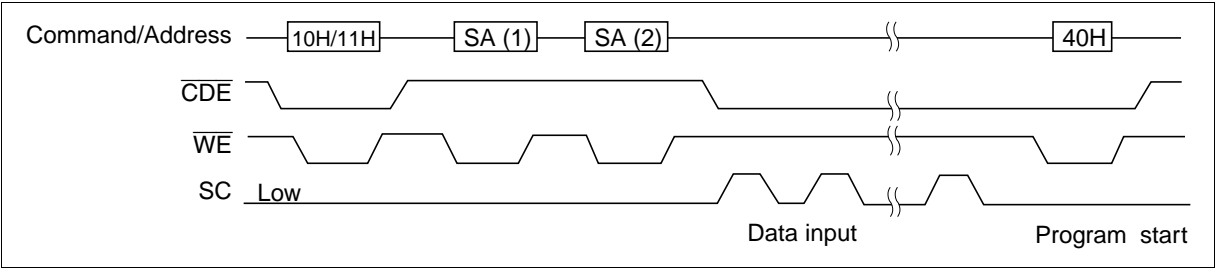 Command/Address 10H/11H SA (1) SA (2) 40H
CDE
WE
SC Low
Data input Program start